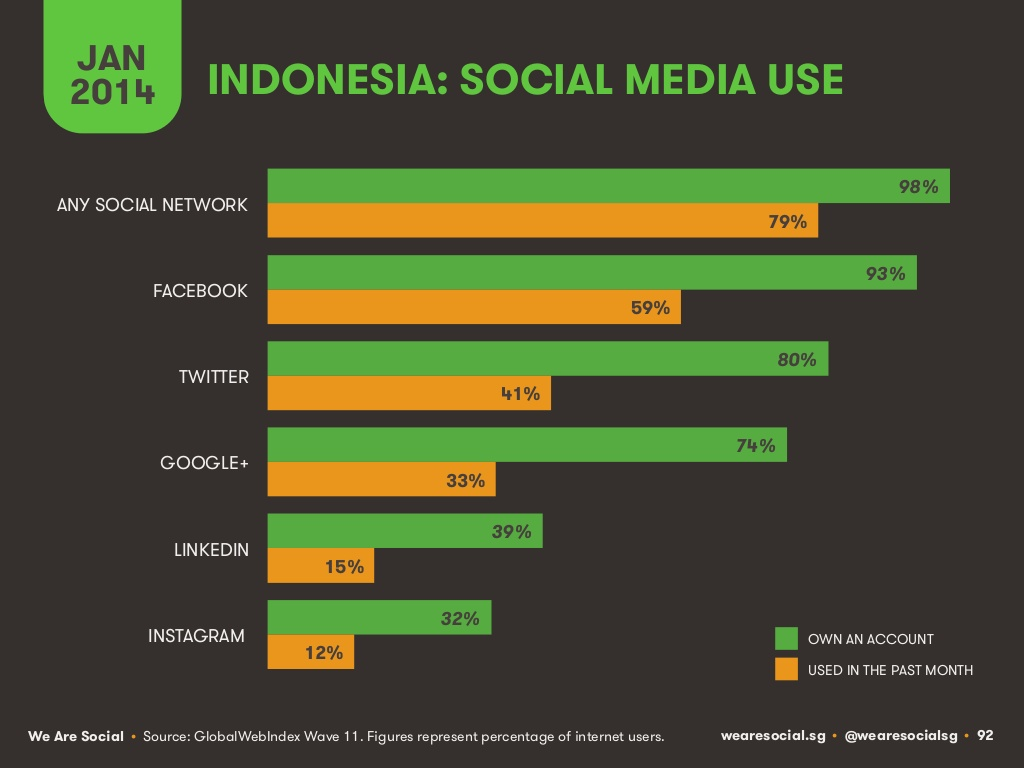 JAN
2014
INDONESIA: SOCIAL MEDIA USE
ANY SOCIAL NETWORK
98%
79%
FACEBOOK
93%
59%
TWITTER
80%
41%
GOOGLE+
74%
33%
LINKEDIN
39%
15%
INSTAGRAM
32%
12%
OWN AN ACCOUNT
USED IN THE PAST MONTH
We Are Social • Source: GlobalWebIndex Wave 11. Figures represent percentage of internet users.
wearesocial.sg • @wearesocialsg • 92